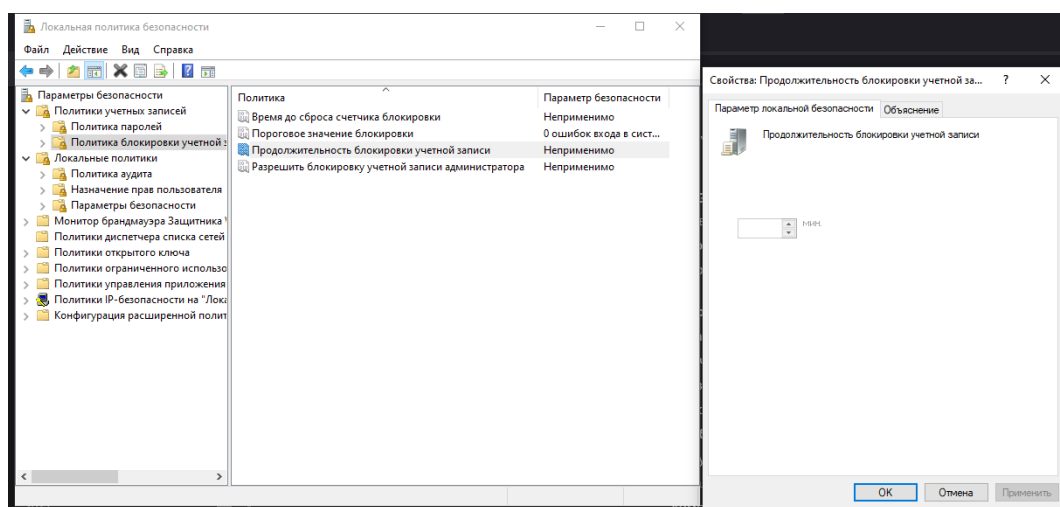 Локальная политика безопасности
Файл Действие Вид Справка
Параметры безопасности
Политики учетных записей
Политика паролей
Политика блокировки учетной
Локальные политики
Политика аудита
Назначение прав пользователя
Параметры безопасности
Монитор брандмауэра Защитника
Политики диспетчера списка сетей
Политики открытого ключа
Политики ограниченного использо
Политики управления приложения
Политики IP-безопасности на "Лока
Конфигурация расширенной полит
Политика Параметр безопасности
Время до сброса счетчика блокировки Неприменимо
Пороговое значение блокировки 0 ошибок входа в сист...
Продолжительность блокировки учетной записи Неприменимо
Разрешить блокировку учетной записи администратора Неприменимо
Свойства: Продолжительность блокировки учетной за... ?
Параметр локальной безопасности Объяснение
Продолжительность блокировки учетной записи
мин.
OK Отмена Применить